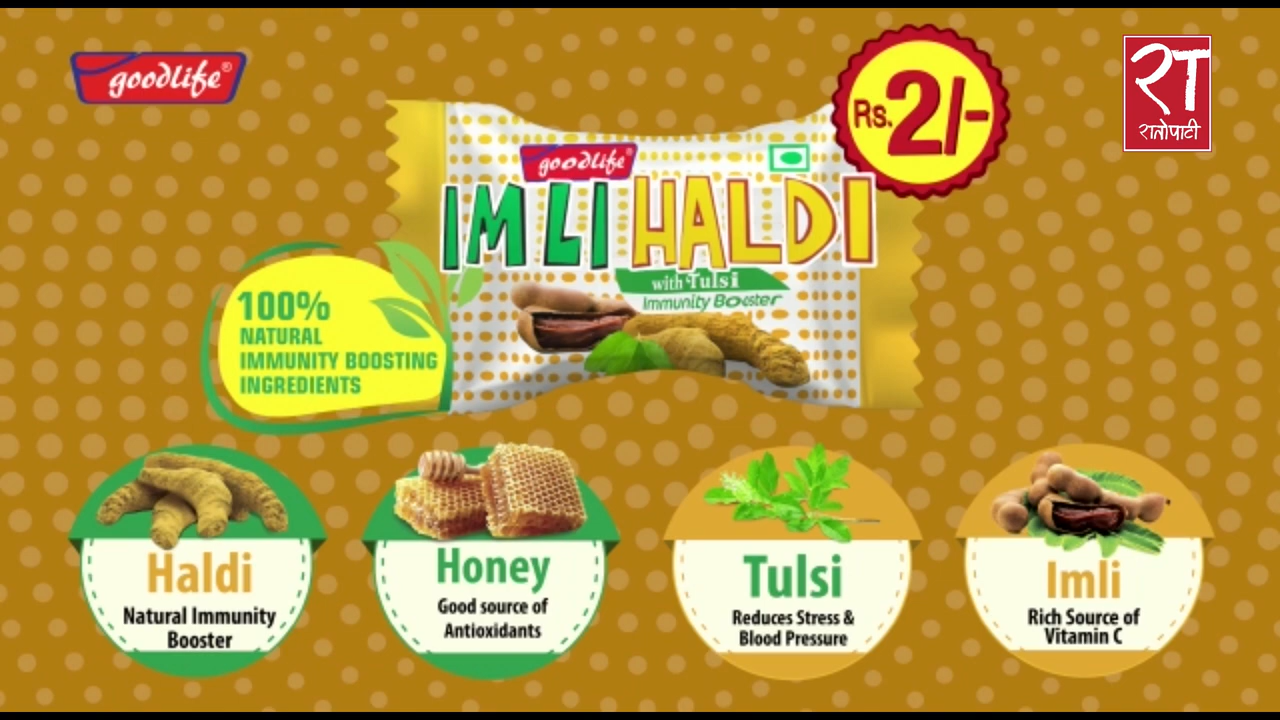 goodlife®
रा
रातोपाटी
Rs. 2/-
goodlife®
IMLI HALDI
with Tulsi
Immunity Booster
100%
NATURAL
IMMUNITY BOOSTING
INGREDIENTS
Haldi
Natural Immunity
Booster
Honey
Good source of
Antioxidants
Tulsi
Reduces Stress &
Blood Pressure
Imli
Rich Source of
Vitamin C